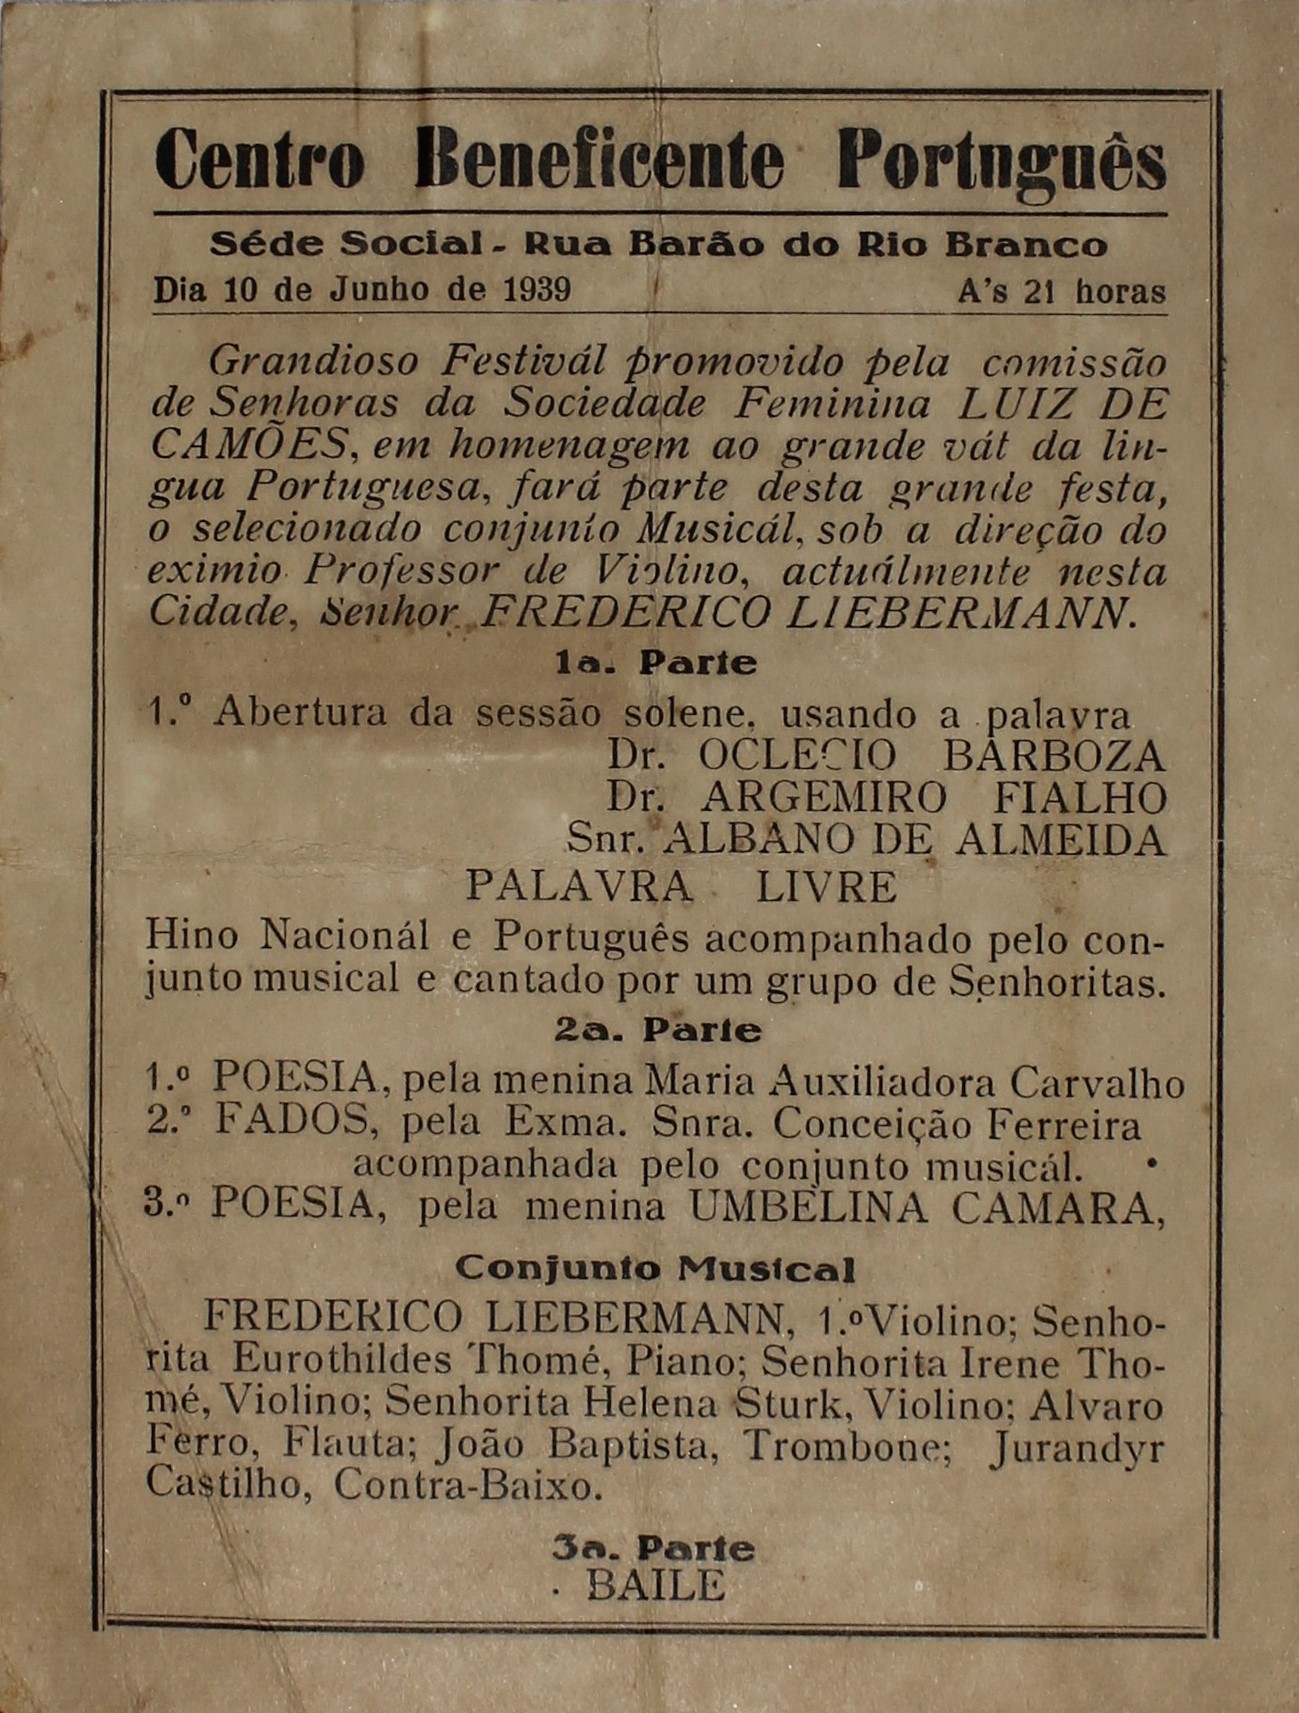 Centro Beneficente Portnguês
Séde Social - Rua Barão do Rio Branco
Dia 10 de Junho de 1939 A's 21 horas
Grandioso Festivál promovido pela comissão
de Senhoras da Sociedade Feminina LUIZ DE
CAMÕES, em homenagem ao grande vát da lin-
gua Portuguesa, fará parte desta grande festa,
o selecionado conjunto Musicál, sob a direção do
eximio Professor de Violino, actuálmente nesta
Cidade, Senhor FREDERICO LIEBERMANN.
1a. Parte
1.º Abertura da sessão solene, usando a palavra
Dr. OCLECIO BARBOZA
Dr. ARGEMIRO FIALHO
Snr. ALBANO DE ALMEIDA
PALAVRA LIVRE
Hino Nacionál e Português acompanhado pelo con-
junto musical e cantado por um grupo de Senhoritas.
2a. Parte
1.º POESIA, pela menina Maria Auxiliadora Carvalho
2.º FADOS, pela Exma. Snra. Conceição Ferreira
acompanhada pelo conjunto musicál.
3.º POESIA, pela menina UMBELINA CAMARA,
Conjunto Musical
FREDERICO LIEBERMANN, 1.º Violino; Senho-
rita Eurothildes Thomé, Piano; Senhorita Irene Tho-
mé, Violino; Senhorita Helena Sturk, Violino; Alvaro
Ferro, Flauta; João Baptista, Trombone; Jurandyr
Castilho, Contra-Baixo.
3a. Parte
BAILE